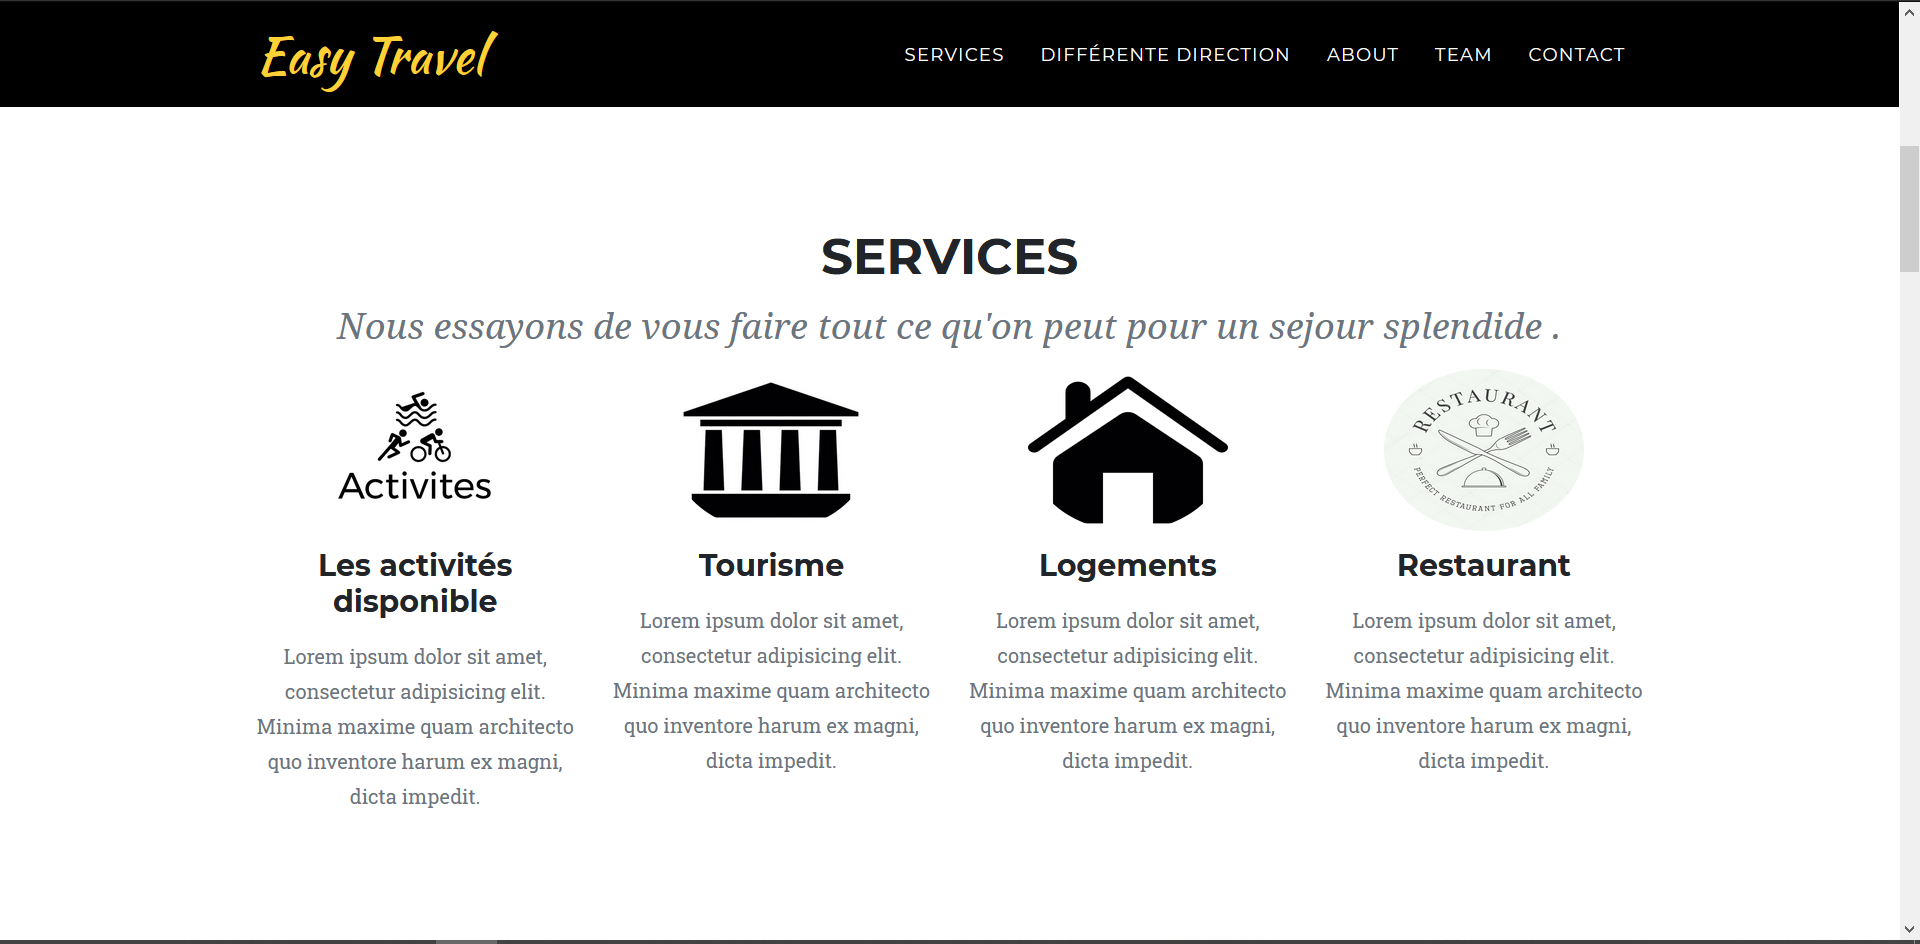 Easy Travel
SERVICES DIFFÉRENTE DIRECTION ABOUT TEAM CONTACT
SERVICES
Nous essayons de vous faire tout ce qu'on peut pour un sejour splendide .
Activites
Les activités
disponible
Lorem ipsum dolor sit amet,
consectetur adipisicing elit.
Minima maxime quam architecto
quo inventore harum ex magni,
dicta impedit.
Tourisme
Lorem ipsum dolor sit amet,
consectetur adipisicing elit.
Minima maxime quam architecto
quo inventore harum ex magni,
dicta impedit.
Logements
Lorem ipsum dolor sit amet,
consectetur adipisicing elit.
Minima maxime quam architecto
quo inventore harum ex magni,
dicta impedit.
RESTAURANT
PERFECT RESTAURANT FOR ALL FAMILY
Restaurant
Lorem ipsum dolor sit amet,
consectetur adipisicing elit.
Minima maxime quam architecto
quo inventore harum ex magni,
dicta impedit.